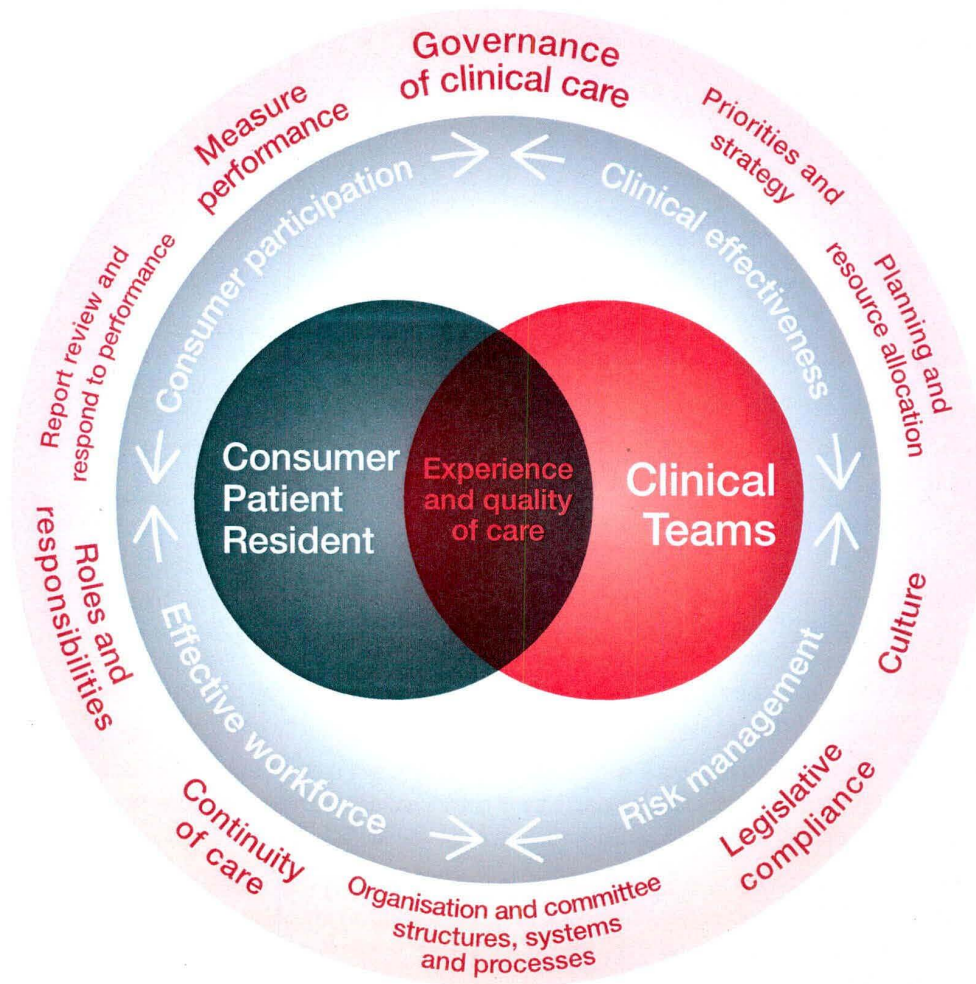 Governance
of clinical care
Priorities and
strategy
Planning and
resource allocation
Culture
Legislative
compliance
Organisation and committee
structures, systems
and processes
Continuity
of care
Roles and
responsibilities
Report review and
respond to performance
Measure
performance
Consumer participation
Clinical effectiveness
Risk management
Effective workforce
Consumer
Patient
Resident
Experience
and quality
of care
Clinical
Teams